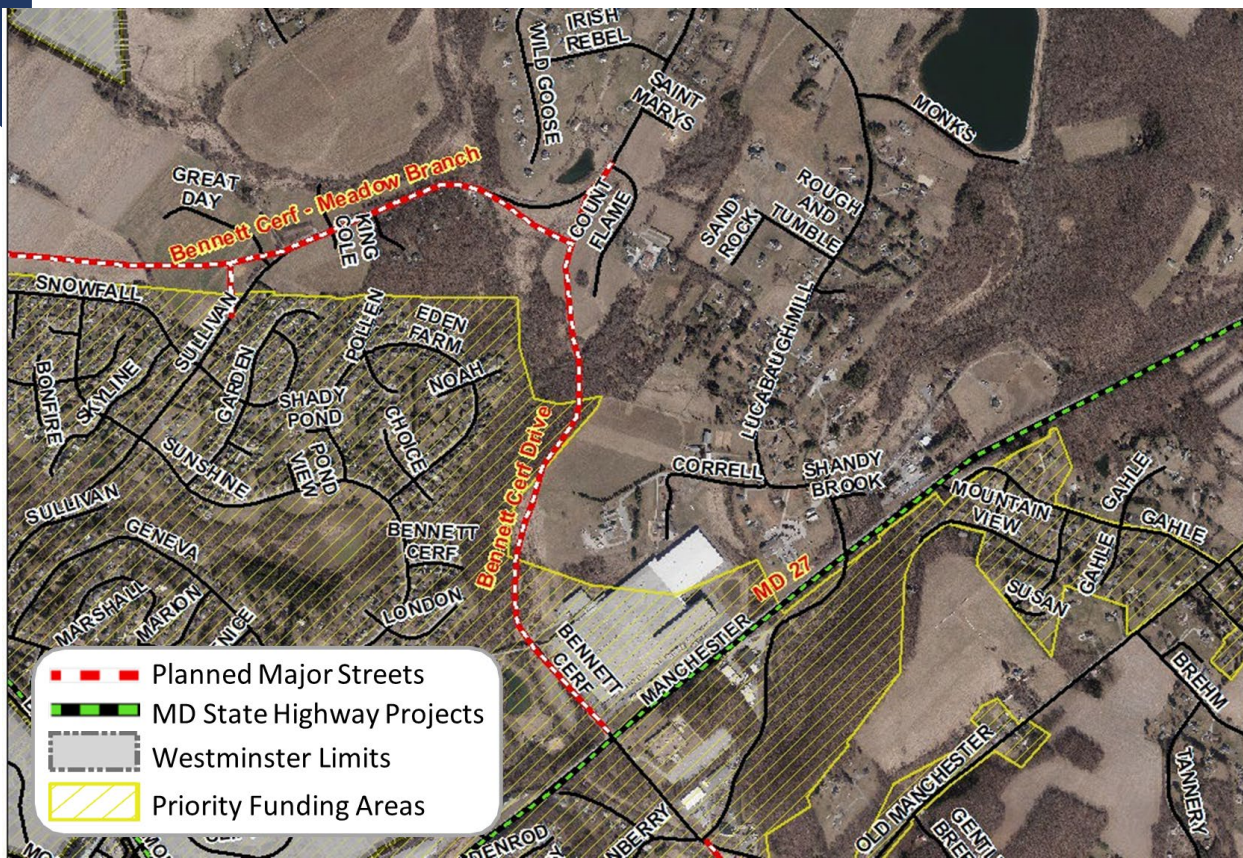 IRISH
REBEL
WILD GOOSE
SAINT
MARYS
MONKS
GREAT
DAY
Bennett Cerf - Meadow Branch
KING
COLE
COUNT
FLAME
SAND
ROCK
ROUGH
AND
TUMBLE
SNOWFALL
SULLIVAN
POLLEN
EDEN
FARM
LUCABAUGH MILL
BONFIRE
SKYLINE
GARDEN
SHADY
POND
NOAH
CHOICE
SUNSHINE
POND
VIEW
Bennett Cerf Drive
CORRELL
SHANDY
BROOK
MOUNTAIN
VIEW
GAHLE
GAHLE
GAHLE
SULLIVAN
GENEVA
BENNETT
CERF
MD 27
SUSAN
MARSHALL
MARION
LONDON
BENNETT
CERF
MANCHESTER
BREHM
TANNERY
OLD MANCHESTER
Planned Major Streets
MD State Highway Projects
Westminster Limits
Priority Funding Areas